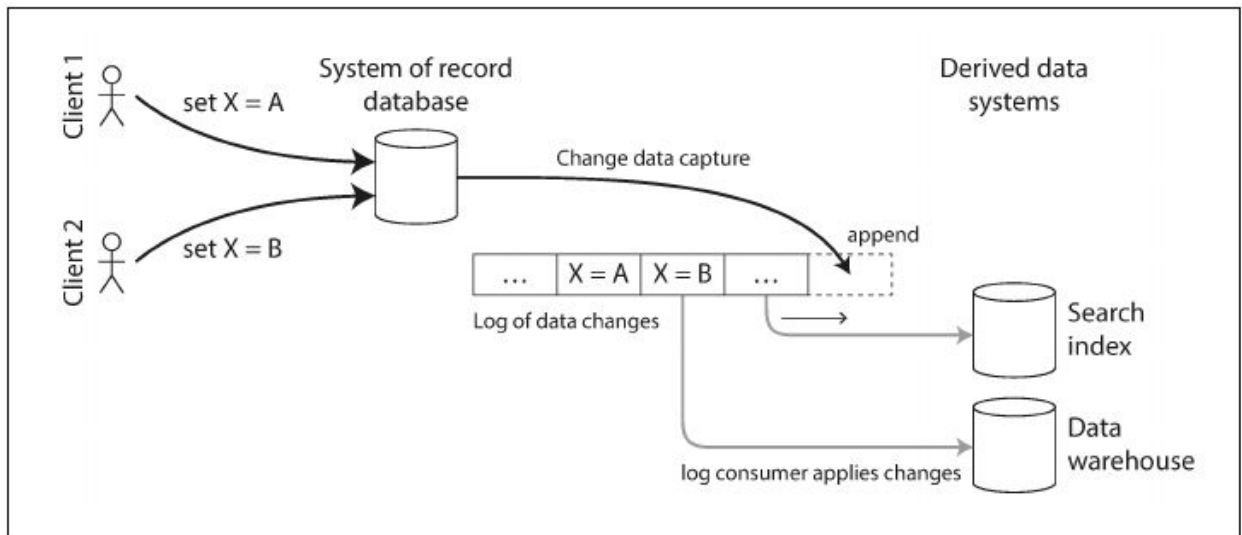 Client 1
set X = A
System of record
database
Derived data
systems
Change data capture
Client 2
set X = B
append
...
X = A
X = B
...
Log of data changes
Search
index
Data
warehouse
log consumer applies changes